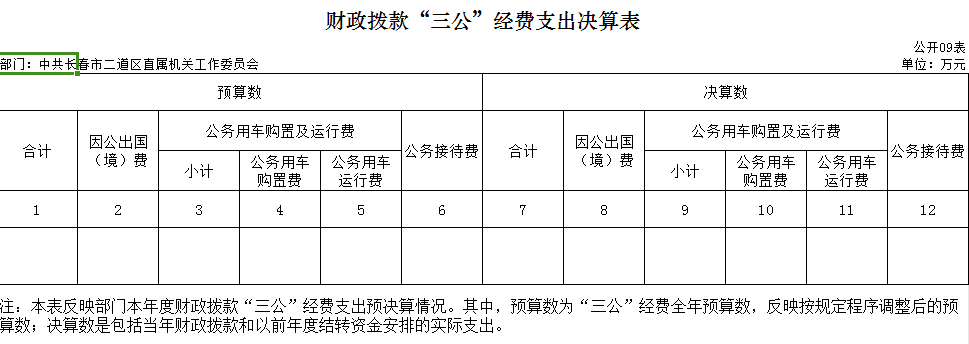 财政拨款“三公”经费支出决算表
公开09表
部门：中共长春市二道区直属机关工作委员会
单位：万元
预算数
决算数
合计
因公出国
（境）费
公务用车购置及运行费
公务接待费
小计
公务用车
购置费
公务用车
运行费
合计
因公出国
（境）费
公务用车购置及运行费
公务接待费
小计
公务用车
购置费
公务用车
运行费
1 2 3 4 5 6 7 8 9 10 11 12
注：本表反映部门本年度财政拨款“三公”经费支出预决算情况。其中，预算数为“三公”经费全年预算数，反映按规定程序调整后的预
算数；决算数是包括当年财政拨款和以前年度结转资金安排的实际支出。